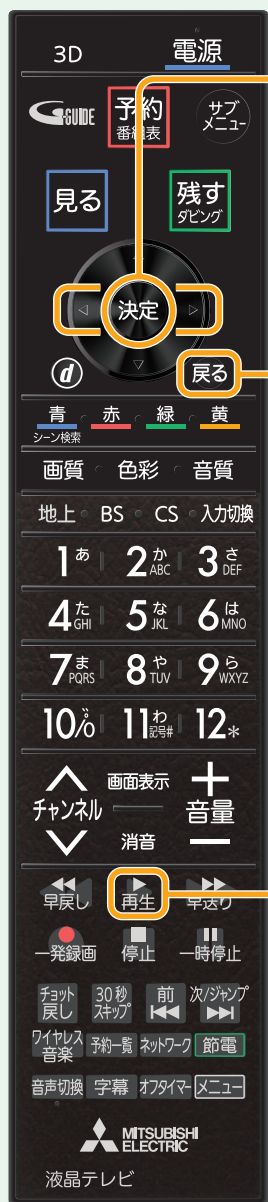 3D 電源
G-GUIDE 予約 番組表 サブメニュー
見る 残す ダビング
決定
d 戻る
青 赤 緑 黄
シーン検索
画質 色彩 音質
地上 BS CS 入力切換
1 あ 2 か ABC 3 さ DEF
4 た GHI 5 な JKL 6 は MNO
7 ま PQRS 8 や TUV 9 ら WXYZ
10 11 わ 記号# 12 *
チャンネル 画面表示 + 音量
消音 −
早戻し 再生 早送り
一発録画 停止 一時停止
チョット戻し 30秒スキップ 前 次/ジャンプ
ワイヤレス音楽 予約一覧 ネットワーク 節電
音声切換 字幕 オフタイマー メニュー
MITSUBISHI
ELECTRIC
液晶テレビ